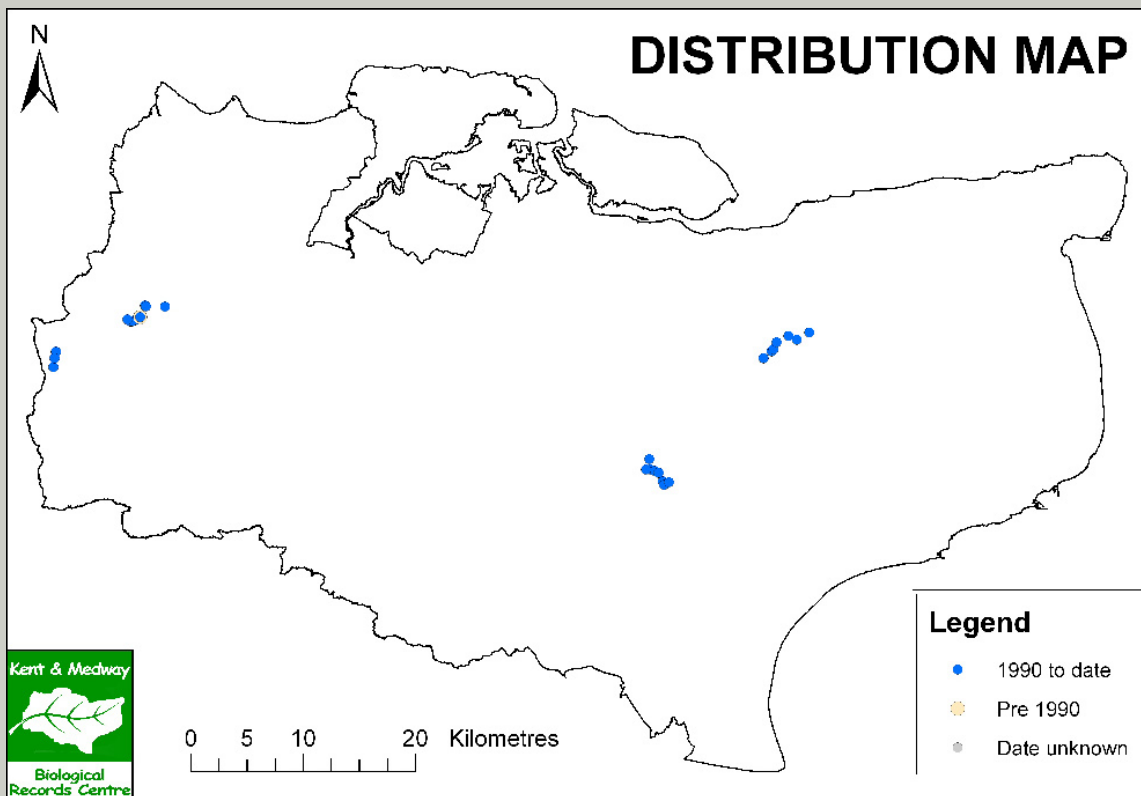 N
DISTRIBUTION MAP
Legend
1990 to date
Pre 1990
Date unknown
Kent & Medway
Biological
Records Centre
0 5 10 20 Kilometres